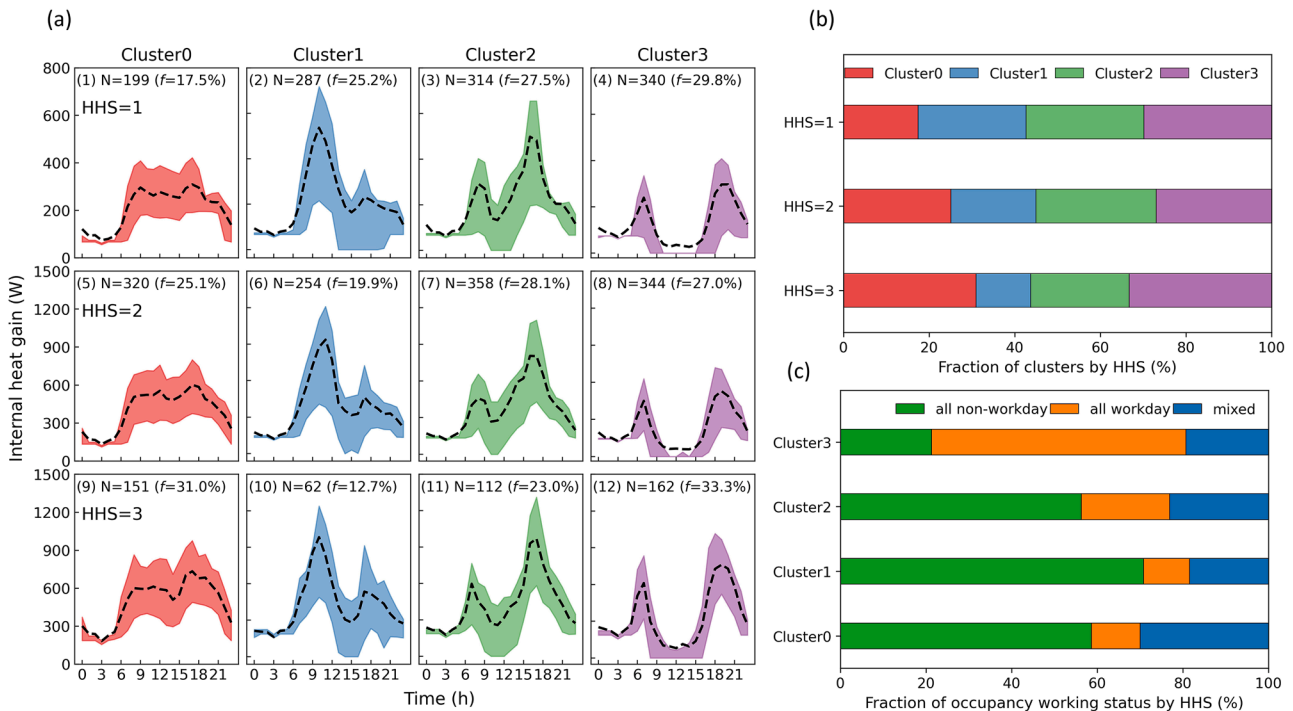 (a)
Cluster0 Cluster1 Cluster2 Cluster3
(1) N=199 (f=17.5%) (2) N=287 (f=25.2%) (3) N=314 (f=27.5%) (4) N=340 (f=29.8%)
HHS=1
800
600
400
200
0
(5) N=320 (f=25.1%) (6) N=254 (f=19.9%) (7) N=358 (f=28.1%) (8) N=344 (f=27.0%)
HHS=2
1500
1200
900
600
300
0
(9) N=151 (f=31.0%) (10) N=62 (f=12.7%) (11) N=112 (f=23.0%) (12) N=162 (f=33.3%)
HHS=3
1500
1200
900
600
300
0
Internal heat gain (W)
0 3 6 9 12 15 18 21 0 3 6 9 12 15 18 21 0 3 6 9 12 15 18 21 0 3 6 9 12 15 18 21
Time (h)
(b)
Cluster0 Cluster1 Cluster2 Cluster3
HHS=1
HHS=2
HHS=3
0 20 40 60 80 100
Fraction of clusters by HHS (%)
(c)
all non-workday all workday mixed
Cluster3
Cluster2
Cluster1
Cluster0
0 20 40 60 80 100
Fraction of occupancy working status by HHS (%)